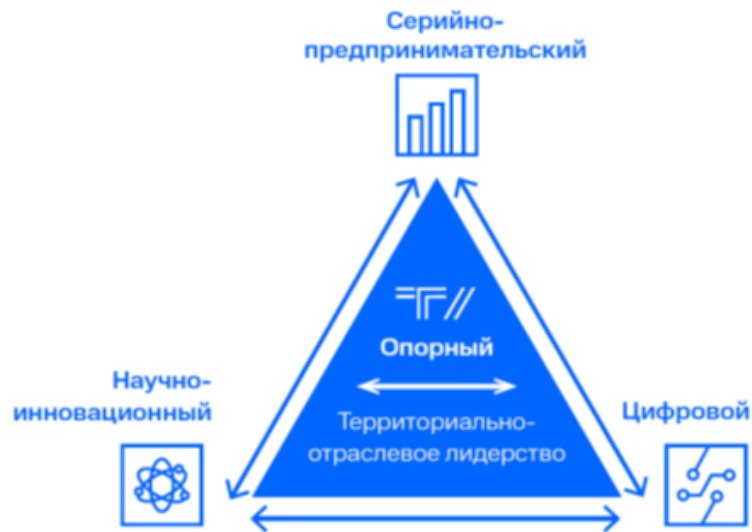 Серийно-
предпринимательский
Опорный
Территориально-
отраслевое лидерство
Научно-
инновационный
Цифровой